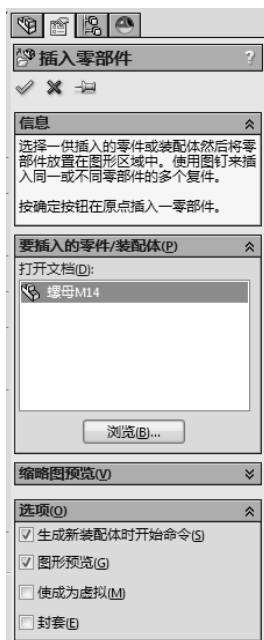 插入零部件 ?
信息
选择一供插入的零件或装配体然后将零
部件放置在图形区域中。使用图钉来插
入同一或不同零部件的多个复件。
按确定按钮在原点插入一零部件。
要插入的零件/装配体(P)
打开文档(D):
螺母M14
浏览(B)...
缩略图预览(V)
选项(O)
生成新装配体时开始命令(S)
图形预览(G)
使成为虚拟(M)
封套(E)